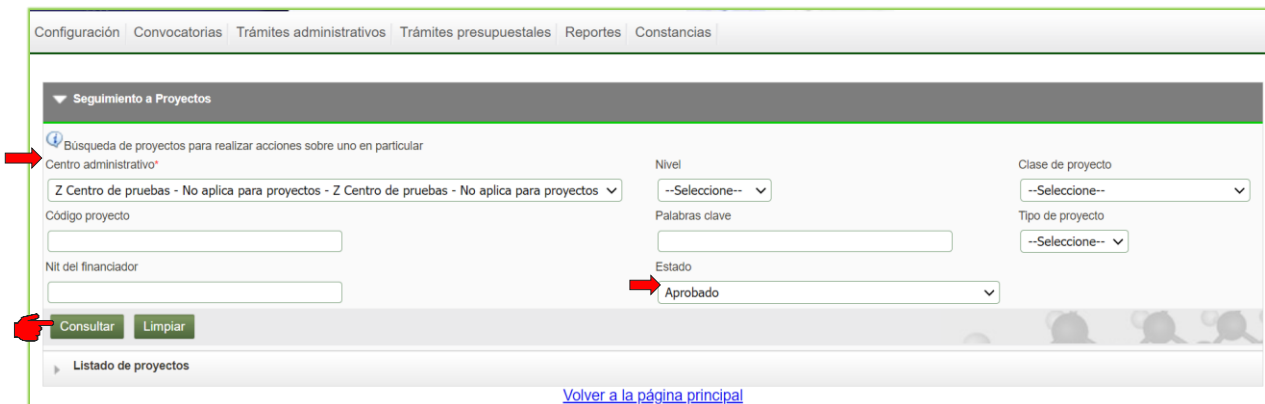 Configuración Convocatorias Trámites administrativos Trámites presupuestales Reportes Constancias
Seguimiento a Proyectos
Búsqueda de proyectos para realizar acciones sobre uno en particular
Centro administrativo* Nivel Clase de proyecto
Z Centro de pruebas - No aplica para proyectos - Z Centro de pruebas - No aplica para proyectos --Seleccione-- --Seleccione--
Código proyecto Palabras clave Tipo de proyecto
--Seleccione--
Nit del financiador Estado
Aprobado
Consultar Limpiar
Listado de proyectos
Volver a la página principal